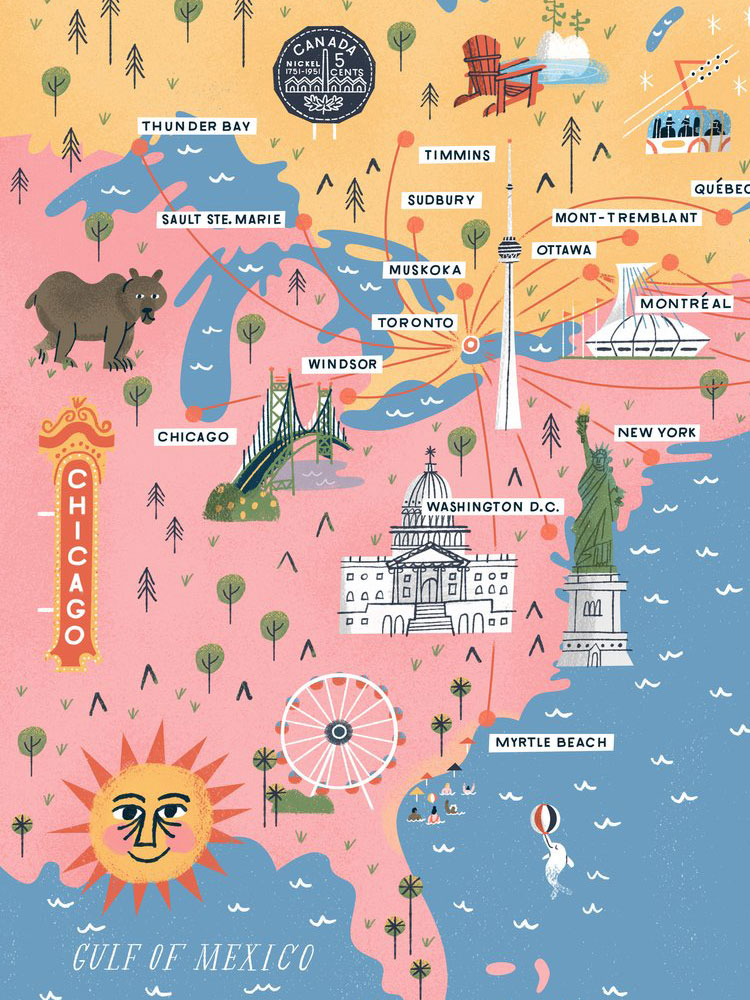 CANADA
NICKEL 5
1751-1951 CENTS
THUNDER BAY
TIMMINS
QUÉBEC
SUDBURY
SAULT STE. MARIE
MONT-TREMBLANT
OTTAWA
MUSKOKA
MONTRÉAL
TORONTO
WINDSOR
CHICAGO
NEW YORK
CHICAGO
WASHINGTON D.C.
MYRTLE BEACH
GULF OF MEXICO